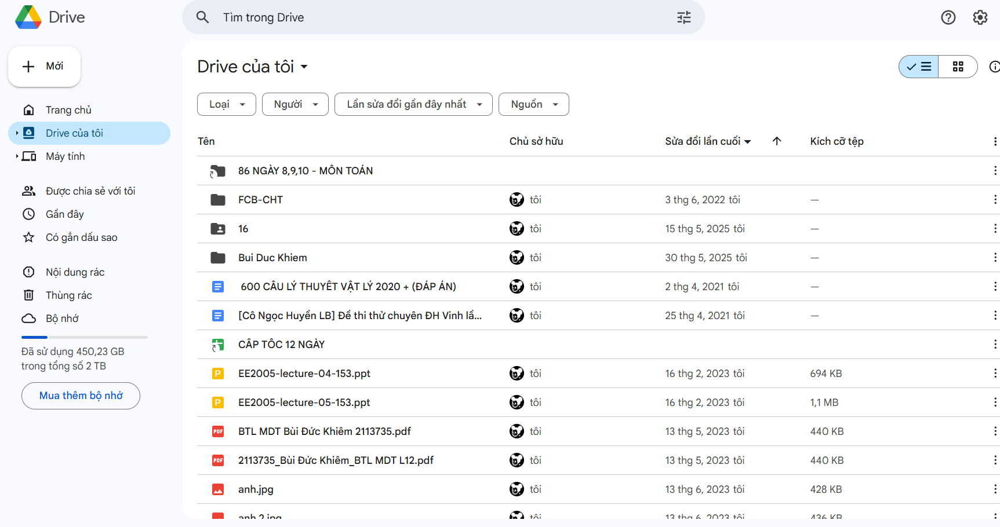 Drive
Tìm trong Drive
Mới
Trang chủ
Drive của tôi
Máy tính
Được chia sẻ với tôi
Gần đây
Có gắn dấu sao
Nội dung rác
Thùng rác
Bộ nhớ
Đã sử dụng 450,23 GB
trong tổng số 2 TB
Mua thêm bộ nhớ
Drive của tôi
Loại Người Lần sửa đổi gần đây nhất Nguồn
Tên Chủ sở hữu Sửa đổi lần cuối Kích cỡ tệp
86 NGÀY 8,9,10 - MÔN TOÁN
FCB-CHT tôi 3 thg 6, 2022 tôi —
16 tôi 15 thg 5, 2025 tôi —
Bui Duc Khiem tôi 30 thg 5, 2025 tôi —
600 CÂU LÝ THUYẾT VẬT LÝ 2020 + (ĐÁP ÁN) tôi 2 thg 4, 2021 tôi —
[Cô Ngọc Huyền LB] Đề thi thử chuyên ĐH Vinh lầ... tôi 25 thg 4, 2021 tôi —
CẤP TỐC 12 NGÀY
P EE2005-lecture-04-153.ppt tôi 16 thg 2, 2023 tôi 694 KB
P EE2005-lecture-05-153.ppt tôi 16 thg 2, 2023 tôi 1,1 MB
PDF BTL MDT Bùi Đức Khiêm 2113735.pdf tôi 13 thg 5, 2023 tôi 440 KB
PDF 2113735_Bùi Đức Khiêm_BTL MDT L12.pdf tôi 13 thg 5, 2023 tôi 440 KB
anh.jpg tôi 13 thg 6, 2023 tôi 428 KB
anh 2.jpg tôi 13 thg 6, 2023 tôi 436 KB